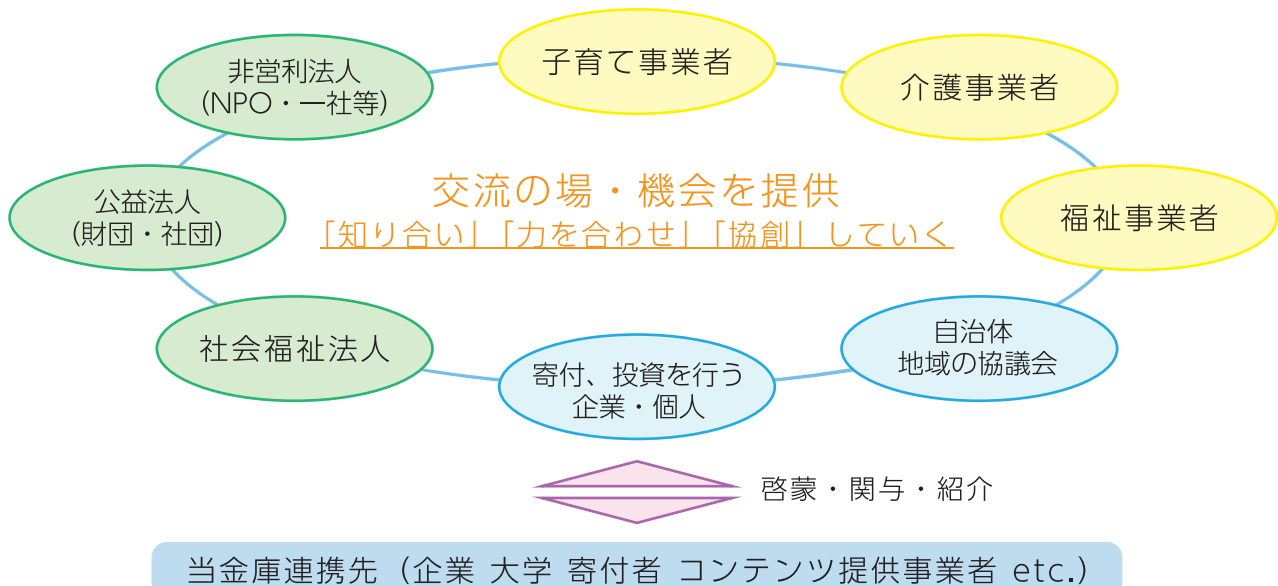 子育て事業者
非営利法人
(NPO・一社等)
介護事業者
公益法人
(財団・社団)
交流の場・機会を提供
「知り合い」「力を合わせ」「協創」していく
福祉事業者
社会福祉法人
寄付、投資を行う
企業・個人
自治体
地域の協議会
啓蒙・関与・紹介
当金庫連携先（企業 大学 寄付者 コンテンツ提供事業者 etc.）